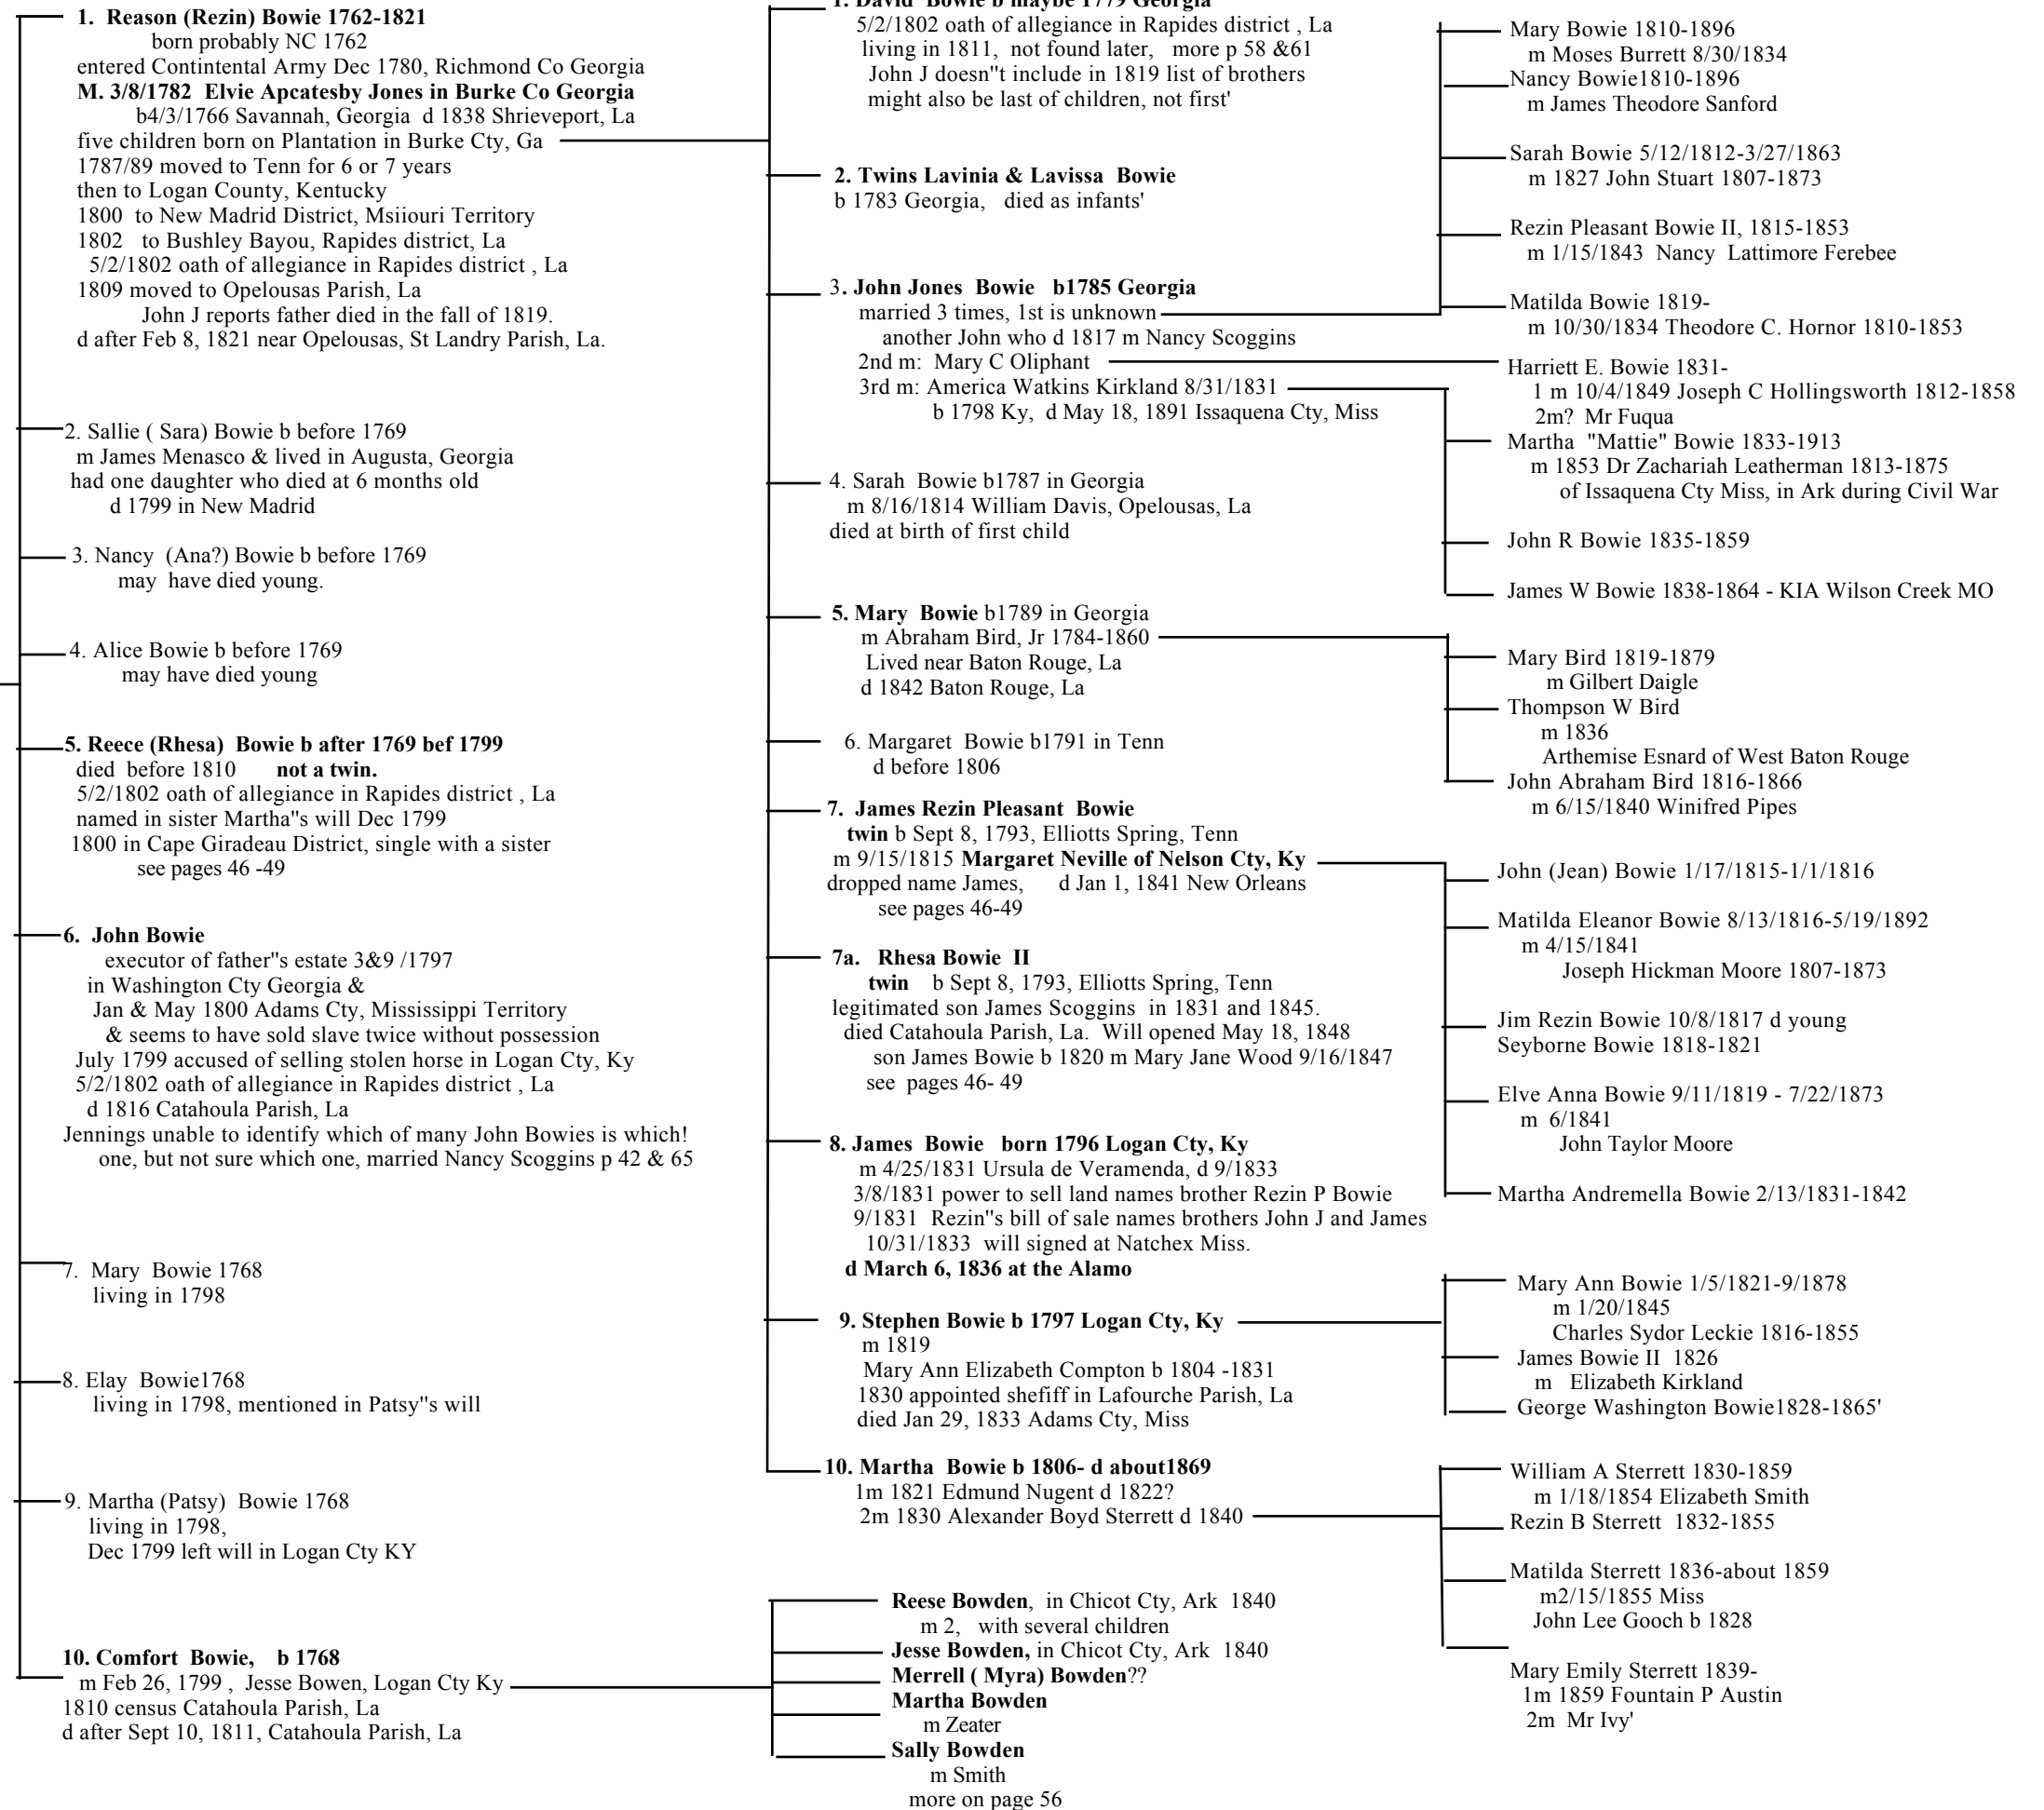 1. Reason (Rezin) Bowie 1762-1821
born probably NC 1762
entered Contintental Army Dec 1780, Richmond Co Georgia
M. 3/8/1782 Elvie Apcatesby Jones in Burke Co Georgia
b4/3/1766 Savannah, Georgia d 1838 Shrieveport, La
five children born on Plantation in Burke Cty, Ga
1787/89 moved to Tenn for 6 or 7 years
then to Logan County, Kentucky
1800 to New Madrid District, Msiiouri Territory
1802 to Bushley Bayou, Rapides district, La
5/2/1802 oath of allegiance in Rapides district , La
1809 moved to Opelousas Parish, La
John J reports father died in the fall of 1819.
d after Feb 8, 1821 near Opelousas, St Landry Parish, La.
2. Sallie ( Sara) Bowie b before 1769
m James Menasco & lived in Augusta, Georgia
had one daughter who died at 6 months old
d 1799 in New Madrid
3. Nancy (Ana?) Bowie b before 1769
may have died young.
4. Alice Bowie b before 1769
may have died young
5. Reece (Rhesa) Bowie b after 1769 bef 1799
died before 1810 not a twin.
5/2/1802 oath of allegiance in Rapides district , La
named in sister Martha"s will Dec 1799
1800 in Cape Giradeau District, single with a sister
see pages 46 -49
6. John Bowie
executor of father"s estate 3&9 /1797
in Washington Cty Georgia &
Jan & May 1800 Adams Cty, Mississippi Territory
& seems to have sold slave twice without possession
July 1799 accused of selling stolen horse in Logan Cty, Ky
5/2/1802 oath of allegiance in Rapides district , La
d 1816 Catahoula Parish, La
Jennings unable to identify which of many John Bowies is which!
one, but not sure which one, married Nancy Scoggins p 42 & 65
7. Mary Bowie 1768
living in 1798
8. Elay Bowie1768
living in 1798, mentioned in Patsy"s will
9. Martha (Patsy) Bowie 1768
living in 1798,
Dec 1799 left will in Logan Cty KY
10. Comfort Bowie, b 1768
m Feb 26, 1799 , Jesse Bowen, Logan Cty Ky
1810 census Catahoula Parish, La
d after Sept 10, 1811, Catahoula Parish, La
1. David Bowie b maybe 1779 Georgia
5/2/1802 oath of allegiance in Rapides district , La
living in 1811, not found later, more p 58 &61
John J doesn"t include in 1819 list of brothers
might also be last of children, not first'
2. Twins Lavinia & Lavissa Bowie
b 1783 Georgia, died as infants'
3. John Jones Bowie b1785 Georgia
married 3 times, 1st is unknown
another John who d 1817 m Nancy Scoggins
2nd m: Mary C Oliphant
3rd m: America Watkins Kirkland 8/31/1831
b 1798 Ky, d May 18, 1891 Issaquena Cty, Miss
4. Sarah Bowie b1787 in Georgia
m 8/16/1814 William Davis, Opelousas, La
died at birth of first child
5. Mary Bowie b1789 in Georgia
m Abraham Bird, Jr 1784-1860
Lived near Baton Rouge, La
d 1842 Baton Rouge, La
6. Margaret Bowie b1791 in Tenn
d before 1806
7. James Rezin Pleasant Bowie
twin b Sept 8, 1793, Elliotts Spring, Tenn
m 9/15/1815 Margaret Neville of Nelson Cty, Ky
dropped name James, d Jan 1, 1841 New Orleans
see pages 46-49
7a. Rhesa Bowie II
twin b Sept 8, 1793, Elliotts Spring, Tenn
legitimated son James Scoggins in 1831 and 1845.
died Catahoula Parish, La. Will opened May 18, 1848
son James Bowie b 1820 m Mary Jane Wood 9/16/1847
see pages 46- 49
8. James Bowie born 1796 Logan Cty, Ky
m 4/25/1831 Ursula de Veramenda, d 9/1833
3/8/1831 power to sell land names brother Rezin P Bowie
9/1831 Rezin"s bill of sale names brothers John J and James
10/31/1833 will signed at Natchex Miss.
d March 6, 1836 at the Alamo
9. Stephen Bowie b 1797 Logan Cty, Ky
m 1819
Mary Ann Elizabeth Compton b 1804 -1831
1830 appointed shefiff in Lafourche Parish, La
died Jan 29, 1833 Adams Cty, Miss
10. Martha Bowie b 1806- d about1869
1m 1821 Edmund Nugent d 1822?
2m 1830 Alexander Boyd Sterrett d 1840
Reese Bowden, in Chicot Cty, Ark 1840
m 2, with several children
Jesse Bowden, in Chicot Cty, Ark 1840
Merrell ( Myra) Bowden??
Martha Bowden
m Zeater
Sally Bowden
m Smith
more on page 56
Mary Bowie 1810-1896
m Moses Burrett 8/30/1834
Nancy Bowie1810-1896
m James Theodore Sanford
Sarah Bowie 5/12/1812-3/27/1863
m 1827 John Stuart 1807-1873
Rezin Pleasant Bowie II, 1815-1853
m 1/15/1843 Nancy Lattimore Ferebee
Matilda Bowie 1819-
m 10/30/1834 Theodore C. Hornor 1810-1853
Harriett E. Bowie 1831-
1 m 10/4/1849 Joseph C Hollingsworth 1812-1858
2m? Mr Fuqua
Martha "Mattie" Bowie 1833-1913
m 1853 Dr Zachariah Leatherman 1813-1875
of Issaquena Cty Miss, in Ark during Civil War
John R Bowie 1835-1859
James W Bowie 1838-1864 - KIA Wilson Creek MO
Mary Bird 1819-1879
m Gilbert Daigle
Thompson W Bird
m 1836
Arthemise Esnard of West Baton Rouge
John Abraham Bird 1816-1866
m 6/15/1840 Winifred Pipes
John (Jean) Bowie 1/17/1815-1/1/1816
Matilda Eleanor Bowie 8/13/1816-5/19/1892
m 4/15/1841
Joseph Hickman Moore 1807-1873
Jim Rezin Bowie 10/8/1817 d young
Seyborne Bowie 1818-1821
Elve Anna Bowie 9/11/1819 - 7/22/1873
m 6/1841
John Taylor Moore
Martha Andremella Bowie 2/13/1831-1842
Mary Ann Bowie 1/5/1821-9/1878
m 1/20/1845
Charles Sydor Leckie 1816-1855
James Bowie II 1826
m Elizabeth Kirkland
George Washington Bowie1828-1865'
William A Sterrett 1830-1859
m 1/18/1854 Elizabeth Smith
Rezin B Sterrett 1832-1855
Matilda Sterrett 1836-about 1859
m2/15/1855 Miss
John Lee Gooch b 1828
Mary Emily Sterrett 1839-
1m 1859 Fountain P Austin
2m Mr Ivy'